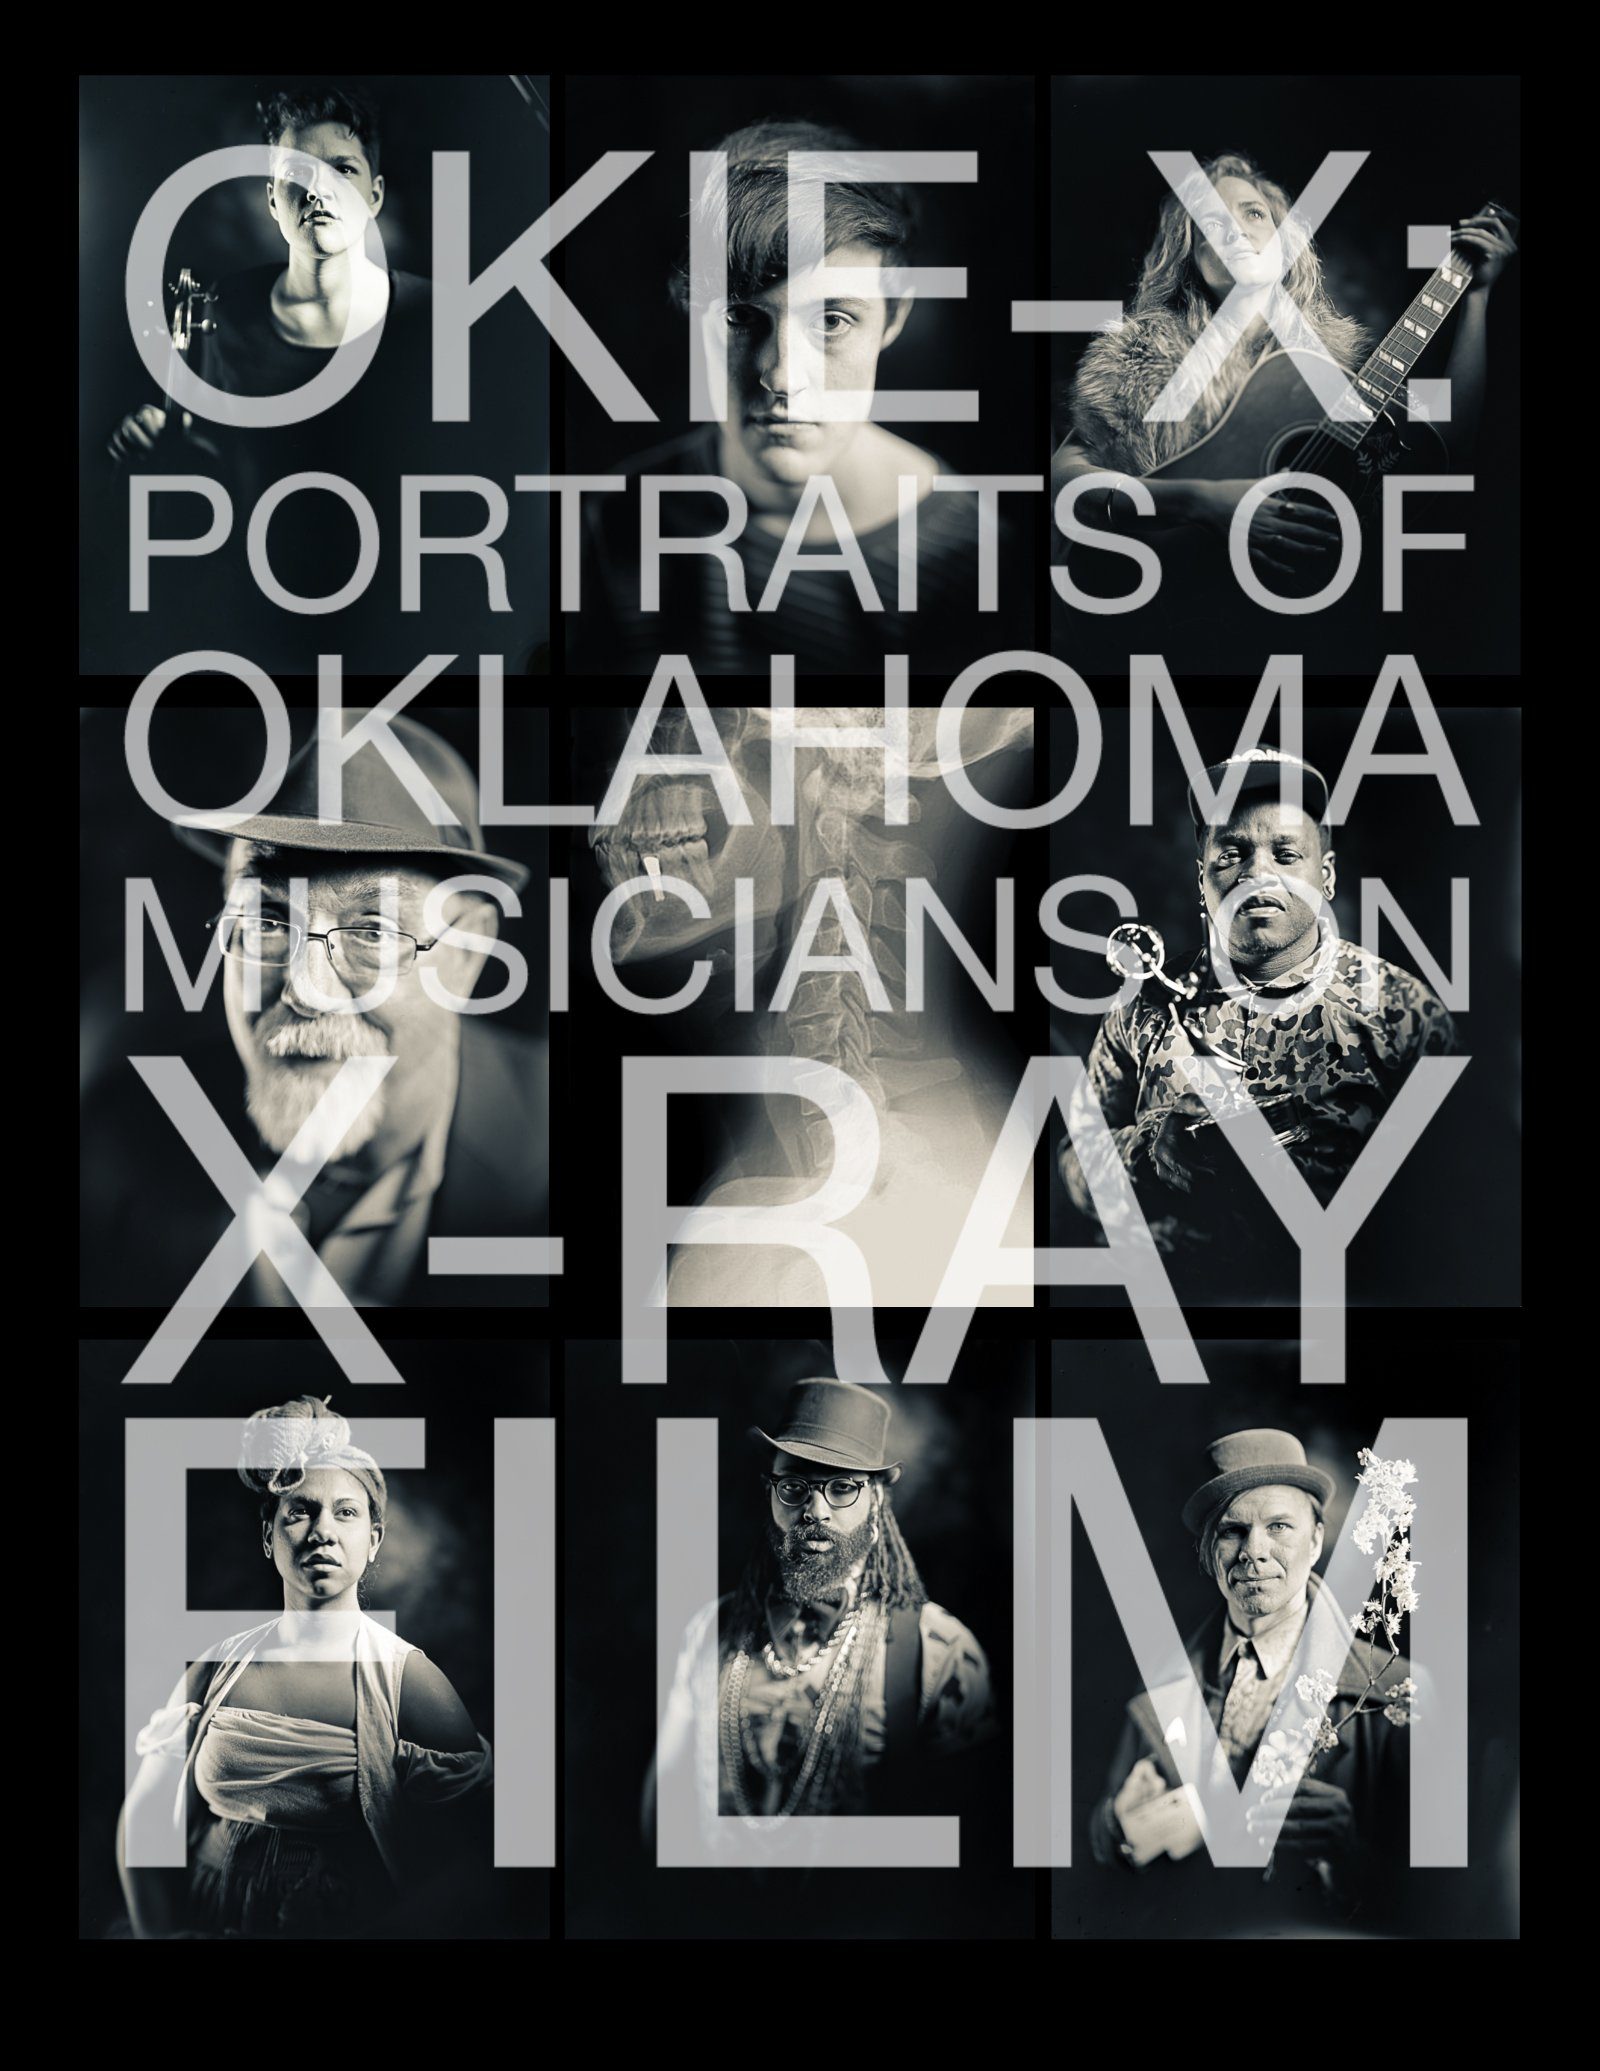 OKIE-X:
PORTRAITS OF
OKLAHOMA
MUSICIANS ON
X-RAY
FILM